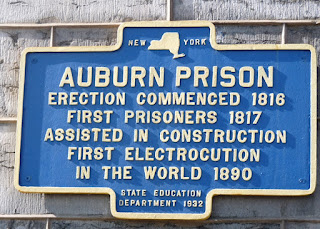 NEW YORK
AUBURN PRISON
ERECTION COMMENCED 1816
FIRST PRISONERS 1817
ASSISTED IN CONSTRUCTION
FIRST ELECTROCUTION
IN THE WORLD 1890
STATE EDUCATION
DEPARTMENT 1932